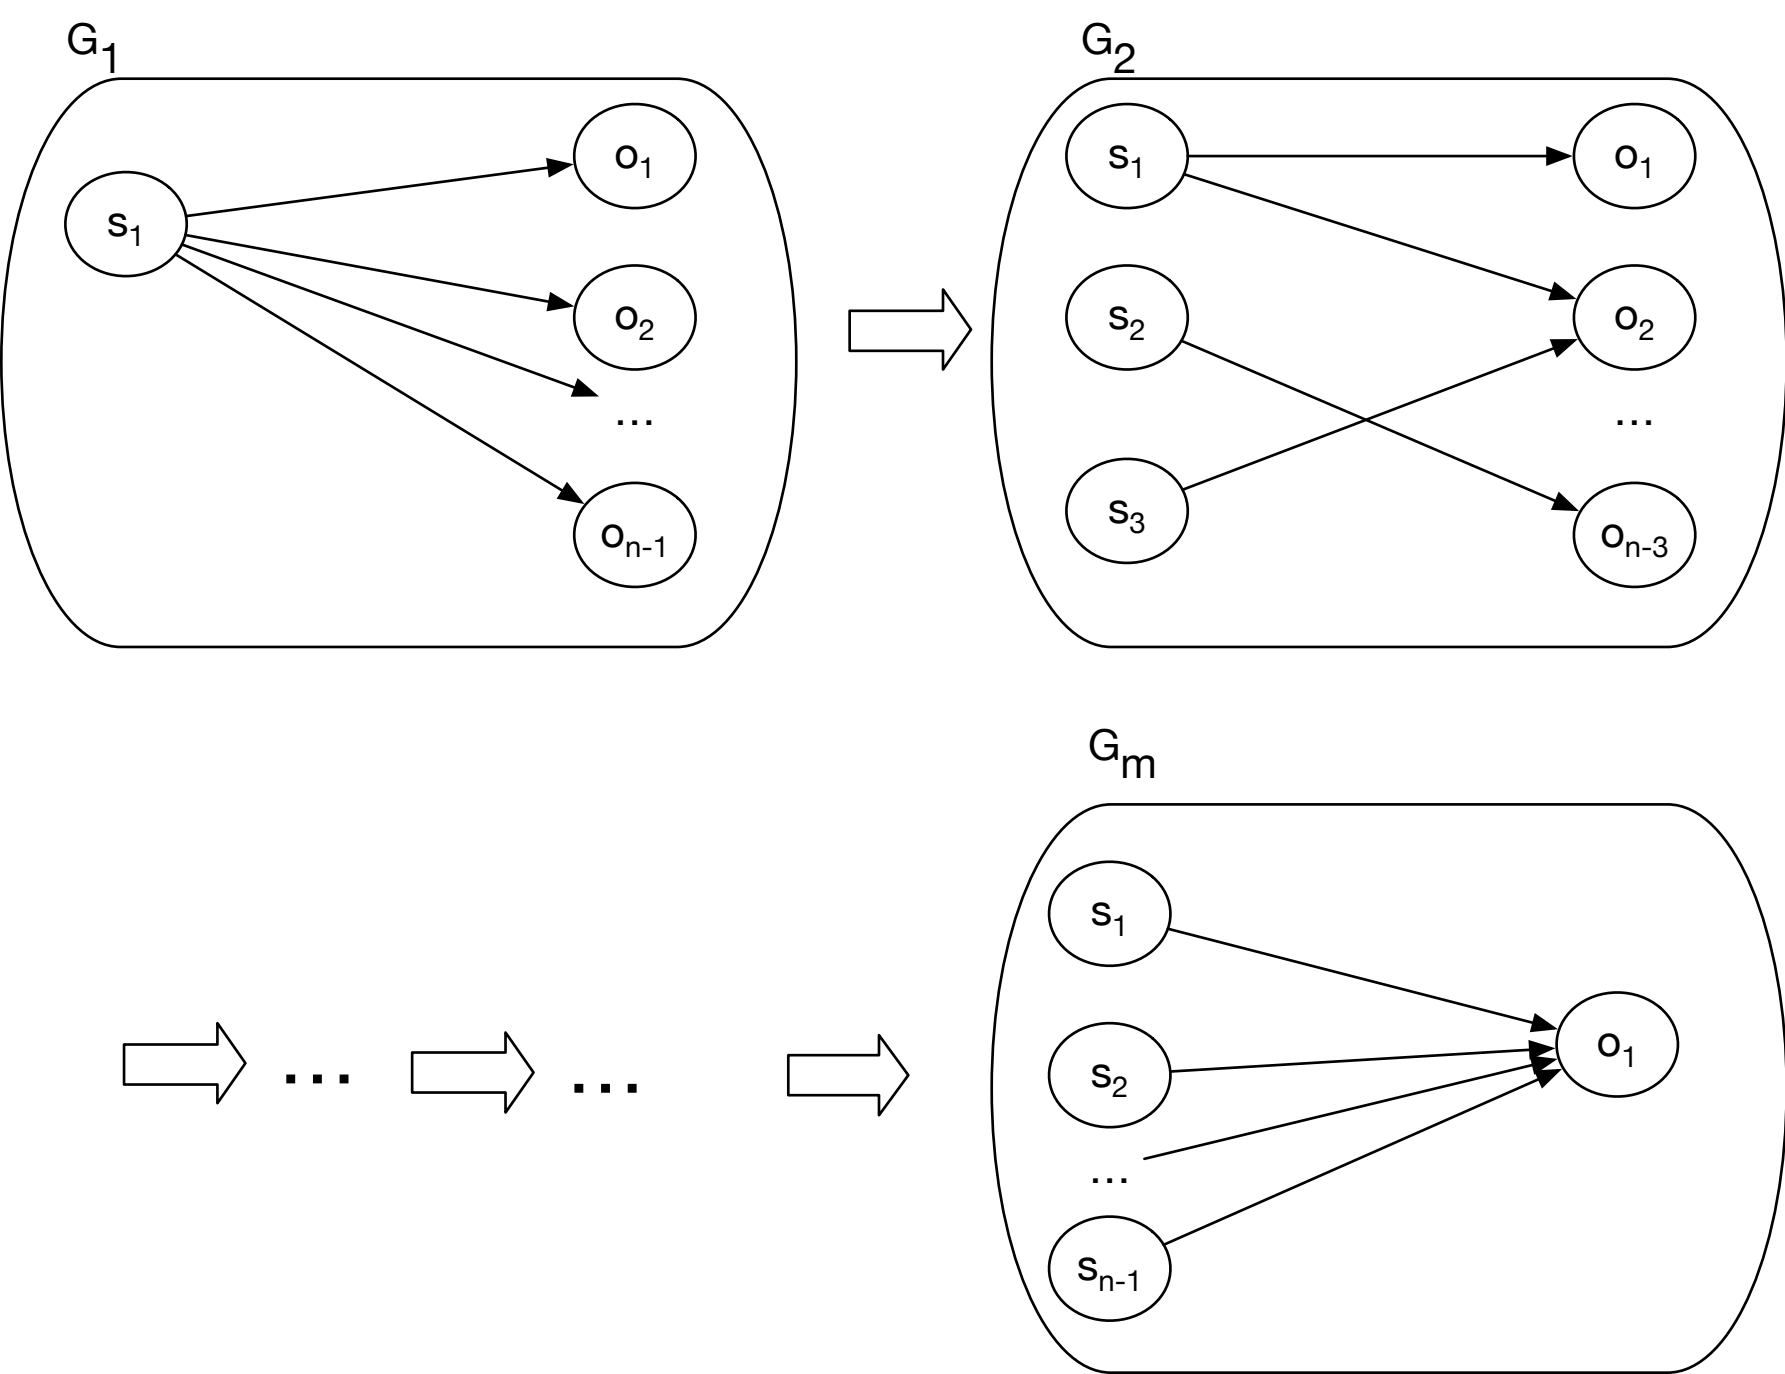 G₁
s₁
o₁
o₂
...
oₙ₋₁
G₂
s₁
s₂
s₃
o₁
o₂
...
oₙ₋₃
... ...
Gₘ
s₁
s₂
...
sₙ₋₁
o₁